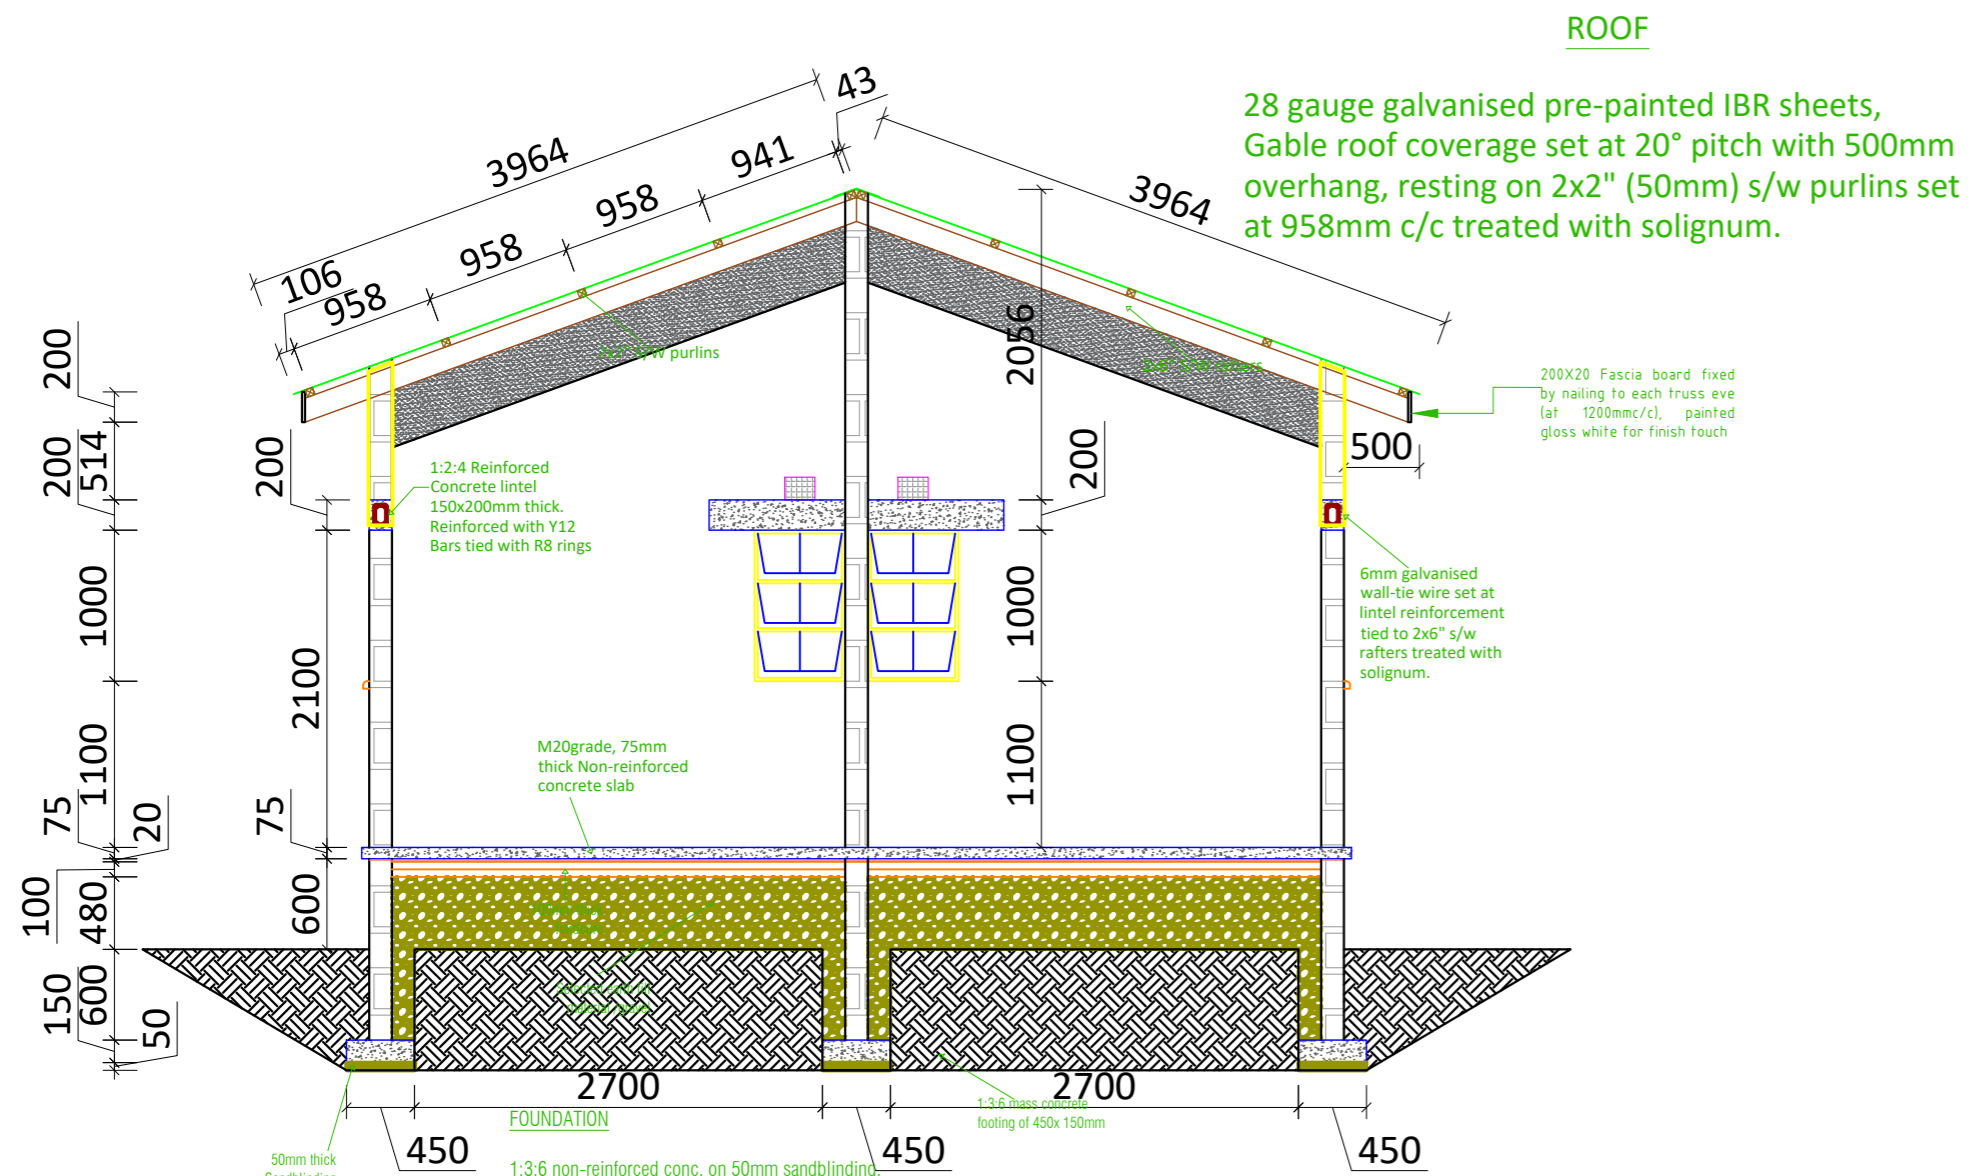 ROOF
28 gauge galvanised pre-painted IBR sheets,
Gable roof coverage set at 20° pitch with 500mm
overhang, resting on 2x2" (50mm) s/w purlins set
at 958mm c/c treated with solignum.
43
3964
941
958
958
958
106
3964
2056
200
200
514
200
1000
1100
75
20
100
480
600
150
50
200
2100
75
600
200
1000
1100
500
purlins
200X20 Fascia board fixed
by nailing to each truss eve
(at 1200mmc/c), painted
gloss white for finish touch
1:2:4 Reinforced
Concrete lintel
150x200mm thick.
Reinforced with Y12
Bars tied with R8 rings
6mm galvanised
wall-tie wire set at
lintel reinforcement
tied to 2x6" s/w
rafters treated with
solignum.
M20grade, 75mm
thick Non-reinforced
concrete slab
2700
2700
1:3:6 mass concrete
footing of 450x 150mm
450
450
450
FOUNDATION
1:3:6 non-reinforced conc. on 50mm sandblinding.
50mm thick
Sandblinding